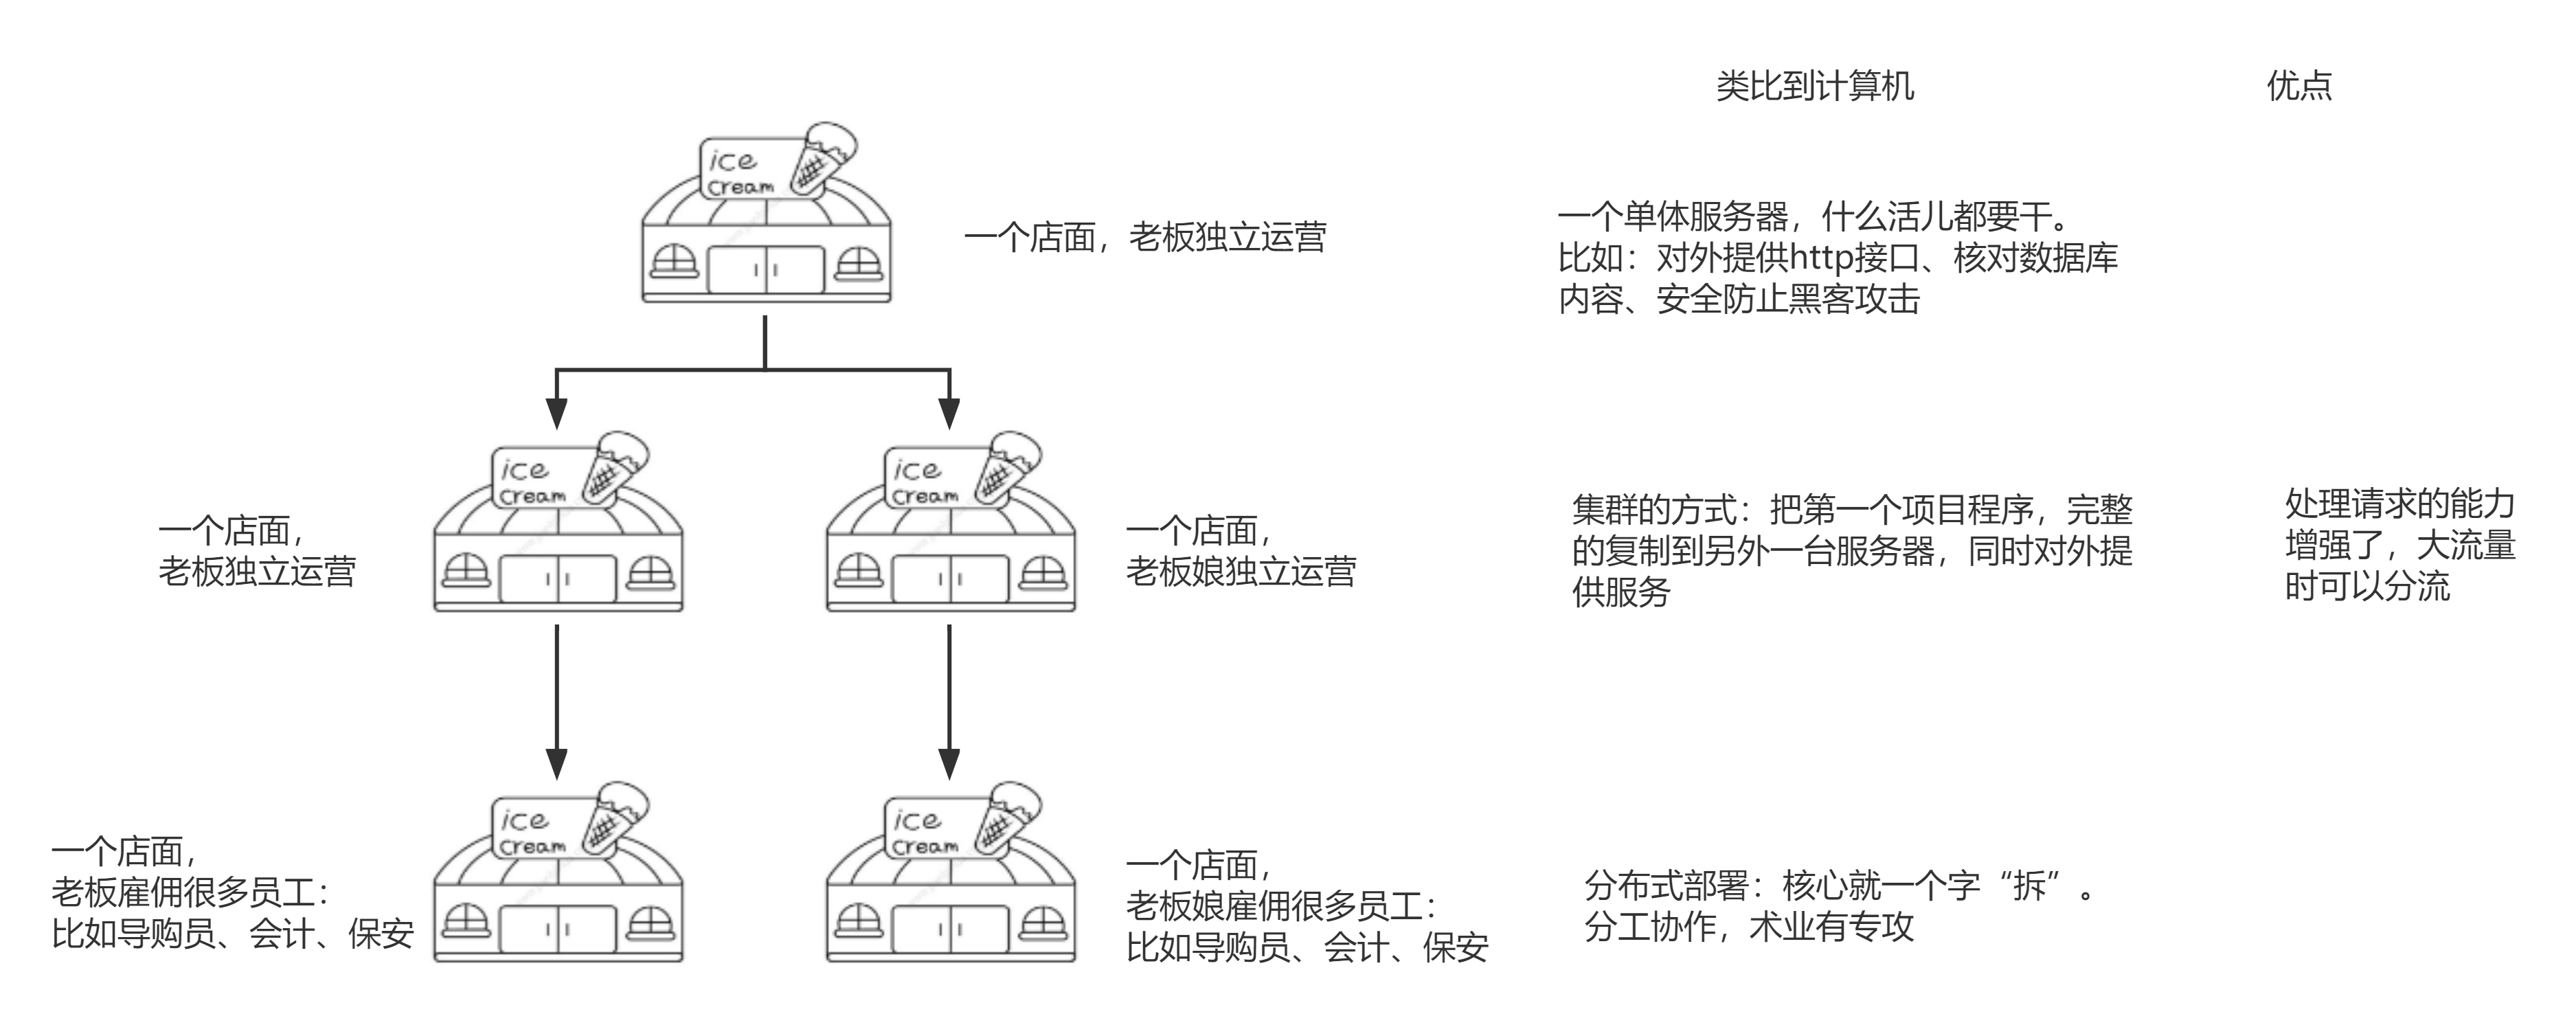 类比到计算机
优点
ice
cream
一个店面，老板独立运营
一个单体服务器，什么活儿都要干。
比如：对外提供http接口、核对数据库
内容、安全防止黑客攻击
一个店面，
老板独立运营
ice
cream
ice
cream
一个店面，
老板娘独立运营
集群的方式：把第一个项目程序，完整
的复制到另外一台服务器，同时对外提
供服务
处理请求的能力
增强了，大流量
时可以分流
一个店面，
老板雇佣很多员工：
比如导购员、会计、保安
ice
cream
ice
cream
一个店面，
老板娘雇佣很多员工：
比如导购员、会计、保安
分布式部署：核心就一个字“拆”。
分工协作，术业有专攻